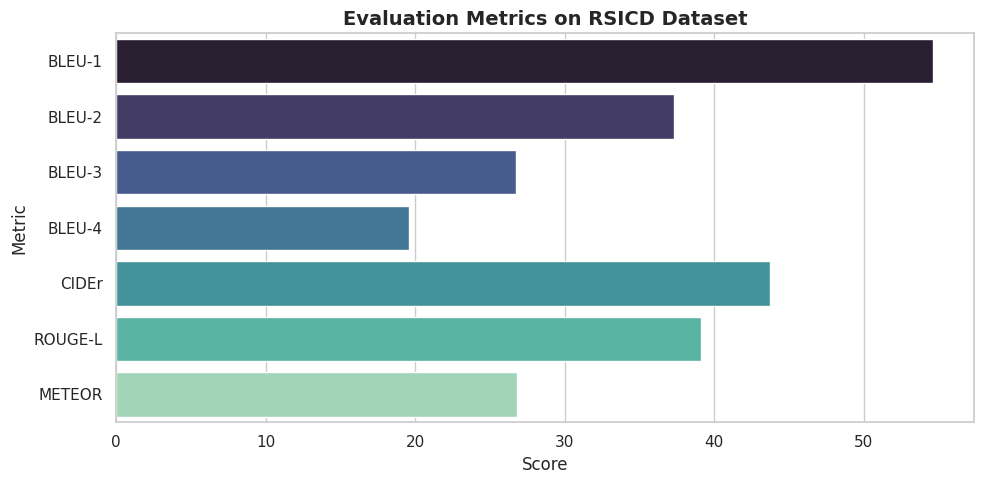 Evaluation Metrics on RSICD Dataset
Metric
BLEU-1
BLEU-2
BLEU-3
BLEU-4
CIDEr
ROUGE-L
METEOR
0 10 20 30 40 50
Score